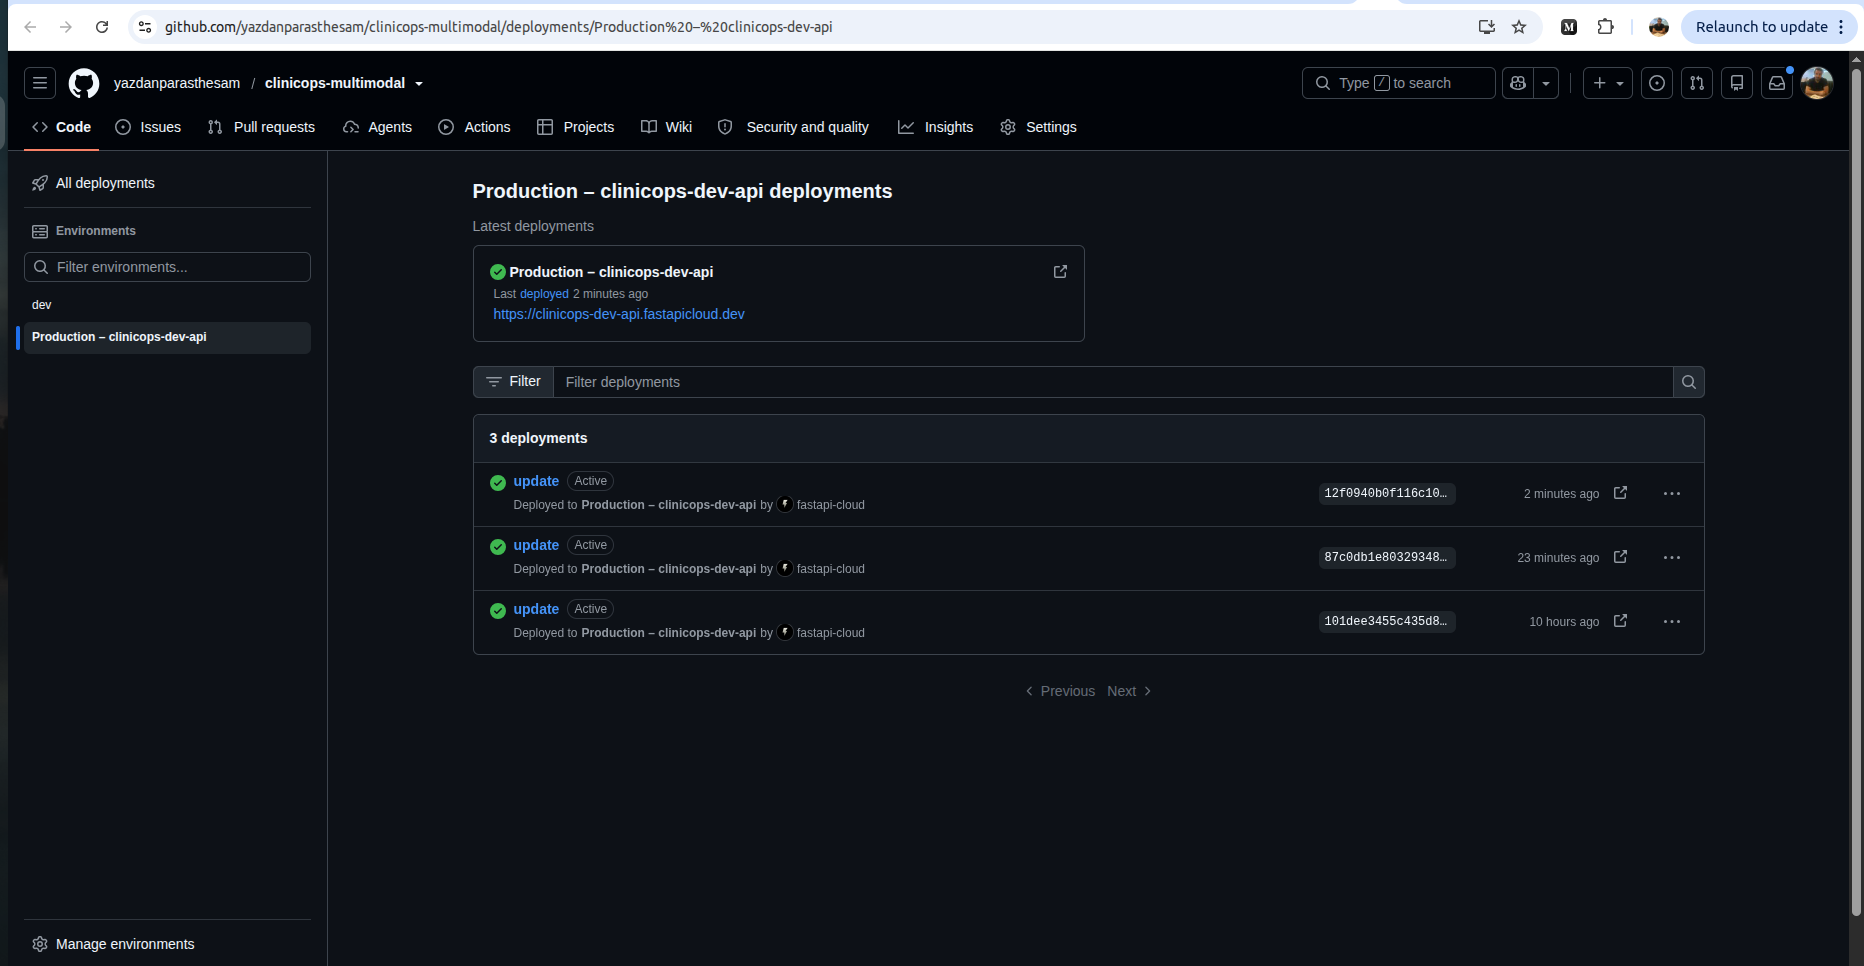 github.com/yazdanparasthesam/clinicops-multimodal/deployments/Production%20–%20clinicops-dev-api
M
Relaunch to update
yazdanparasthesam / clinicops-multimodal
Type / to search
Code
Issues
Pull requests
Agents
Actions
Projects
Wiki
Security and quality
Insights
Settings
All deployments
Environments
Filter environments...
dev
Production – clinicops-dev-api
Manage environments
Production – clinicops-dev-api deployments
Latest deployments
Production – clinicops-dev-api
Last deployed 2 minutes ago
https://clinicops-dev-api.fastapicloud.dev
Filter
Filter deployments
3 deployments
update Active
Deployed to Production – clinicops-dev-api by fastapi-cloud
12f0940b0f116c10…
2 minutes ago
update Active
Deployed to Production – clinicops-dev-api by fastapi-cloud
87c0db1e80329348…
23 minutes ago
update Active
Deployed to Production – clinicops-dev-api by fastapi-cloud
101dee3455c435d8…
10 hours ago
Previous Next